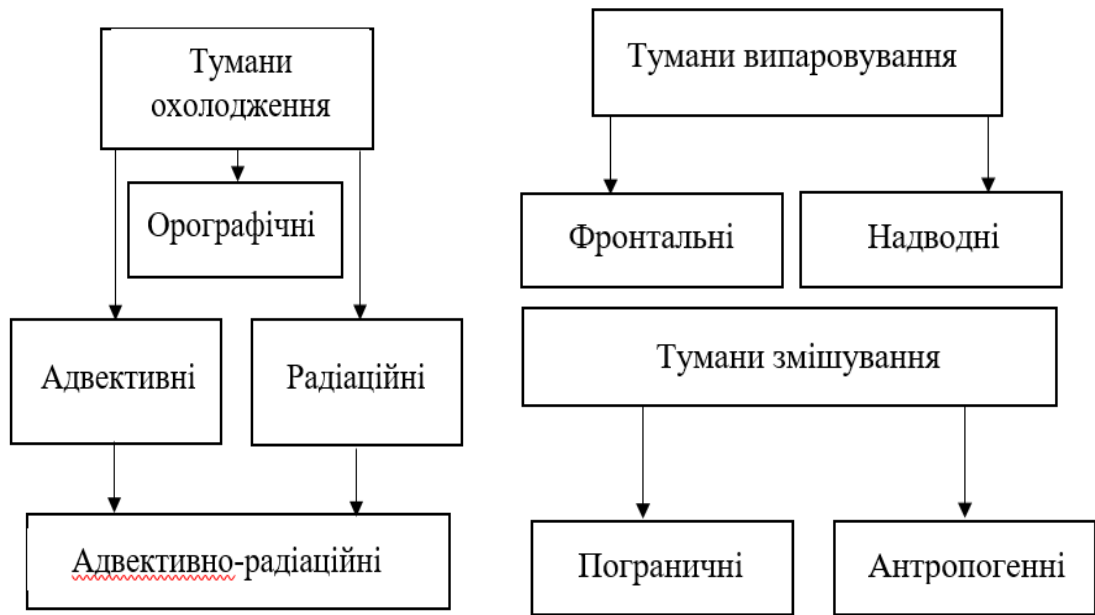 Тумани
охолодження
Орографічні
Адвективні
Радіаційні
Адвективно-радіаційні
Тумани випаровування
Фронтальні
Надводні
Тумани змішування
Пограничні
Антропогенні